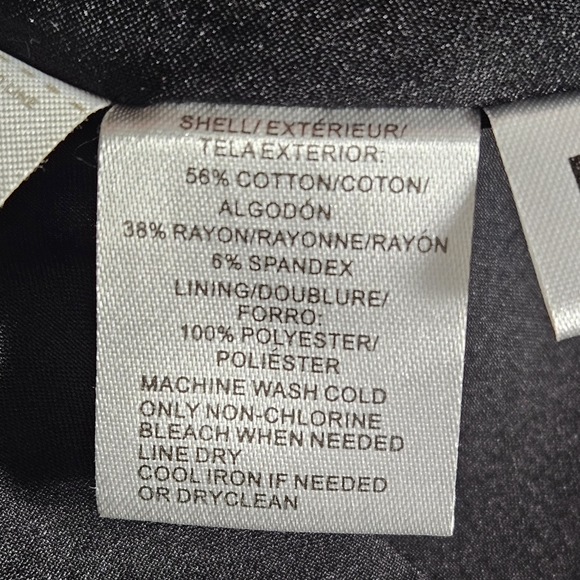 SHELL/ EXTÉRIEUR/
TELA EXTERIOR:
56% COTTON/COTON/
ALGODÓN
38% RAYON/RAYONNE/RAYÓN
6% SPANDEX
LINING/DOUBLURE/
FORRO:
100% POLYESTER/
POLIÉSTER
MACHINE WASH COLD
ONLY NON-CHLORINE
BLEACH WHEN NEEDED
LINE DRY
COOL IRON IF NEEDED
OR DRYCLEAN